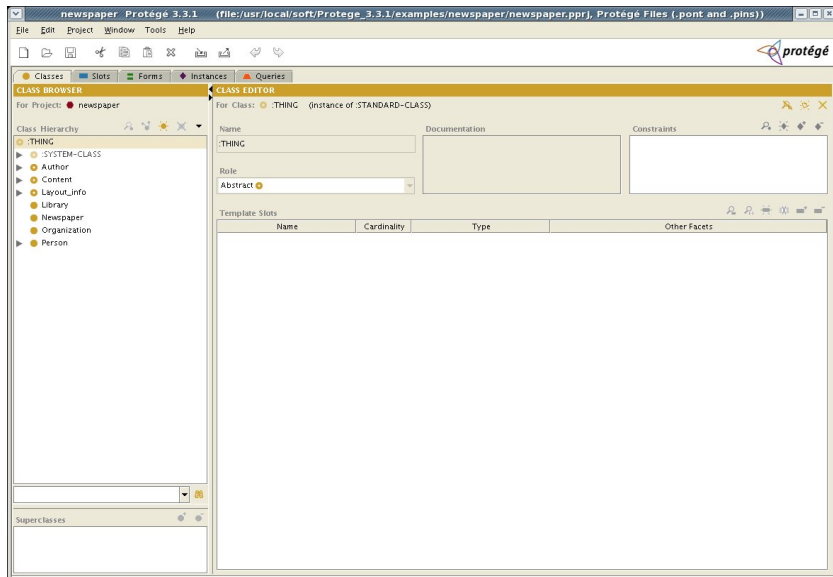 newspaper Protégé 3.3.1 (file:/usr/local/soft/Protege_3.3.1/examples/newspaper/newspaper.pprj, Protégé Files (.pont and .pins))
File Edit Project Window Tools Help
protégé
Classes Slots Forms Instances Queries
CLASS BROWSER
For Project: newspaper
Class Hierarchy
:THING
:SYSTEM-CLASS
Author
Content
Layout_info
Library
Newspaper
Organization
Person
Superclasses
CLASS EDITOR
For Class: :THING (instance of :STANDARD-CLASS)
Name Documentation Constraints
:THING
Role
Abstract
Template Slots
Name Cardinality Type Other Facets